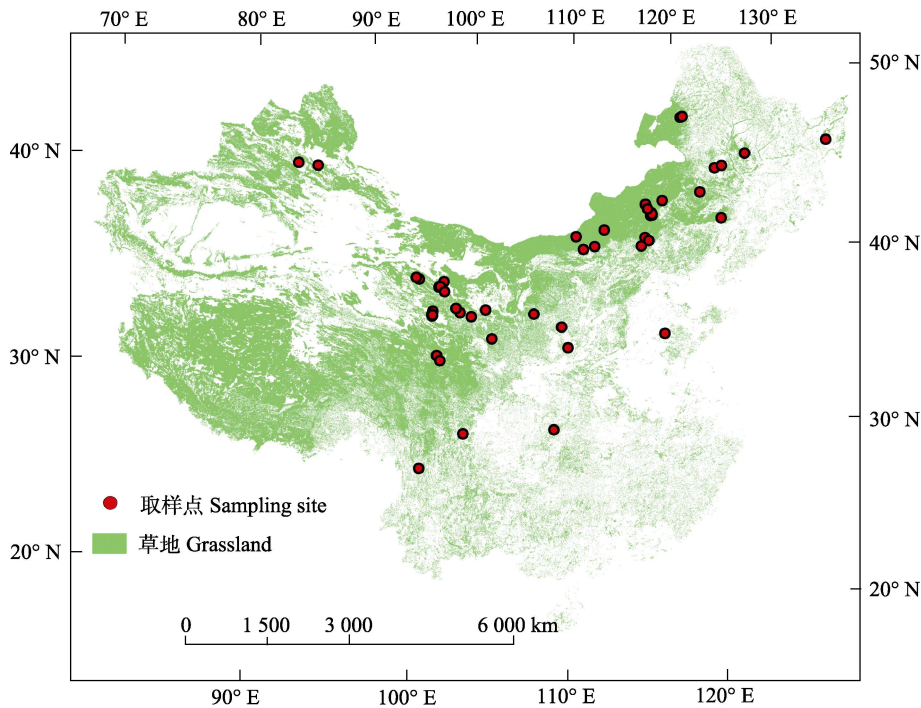 70° E 80° E 90° E 100° E 110° E 120° E 130° E
50° N
40° N
40° N
30° N
30° N
取样点 Sampling site
草地 Grassland
20° N
20° N
0 1 500 3 000 6 000 km
90° E 100° E 110° E 120° E